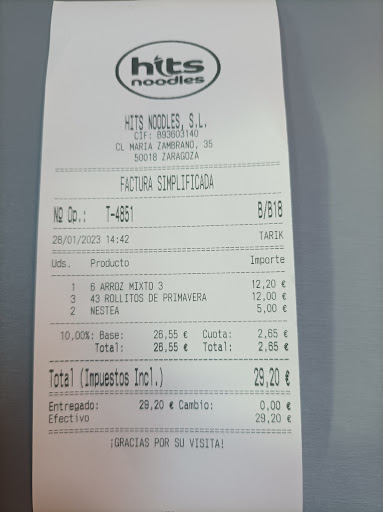 hits
noodles
HITS NOODLES, S.L.
CIF: B93603140
CL MARIA ZAMBRANO, 35
50018 ZARAGOZA
FACTURA SIMPLIFICADA
Nº Op.: T-4851 B/B18
28/01/2023 14:42 TARIK
Uds. Producto Importe
1 6 ARROZ MIXTO 3 12,20 €
3 43 ROLLITOS DE PRIMAVERA 12,00 €
2 NESTEA 5,00 €
10,00%: Base: 26,55 € Cuota: 2,65 €
Total: 26,55 € Total: 2,65 €
Total (Impuestos Incl.) 29,20 €
Entregado: 29,20 € Cambio: 0,00 €
Efectivo 29,20 €
¡GRACIAS POR SU VISITA!